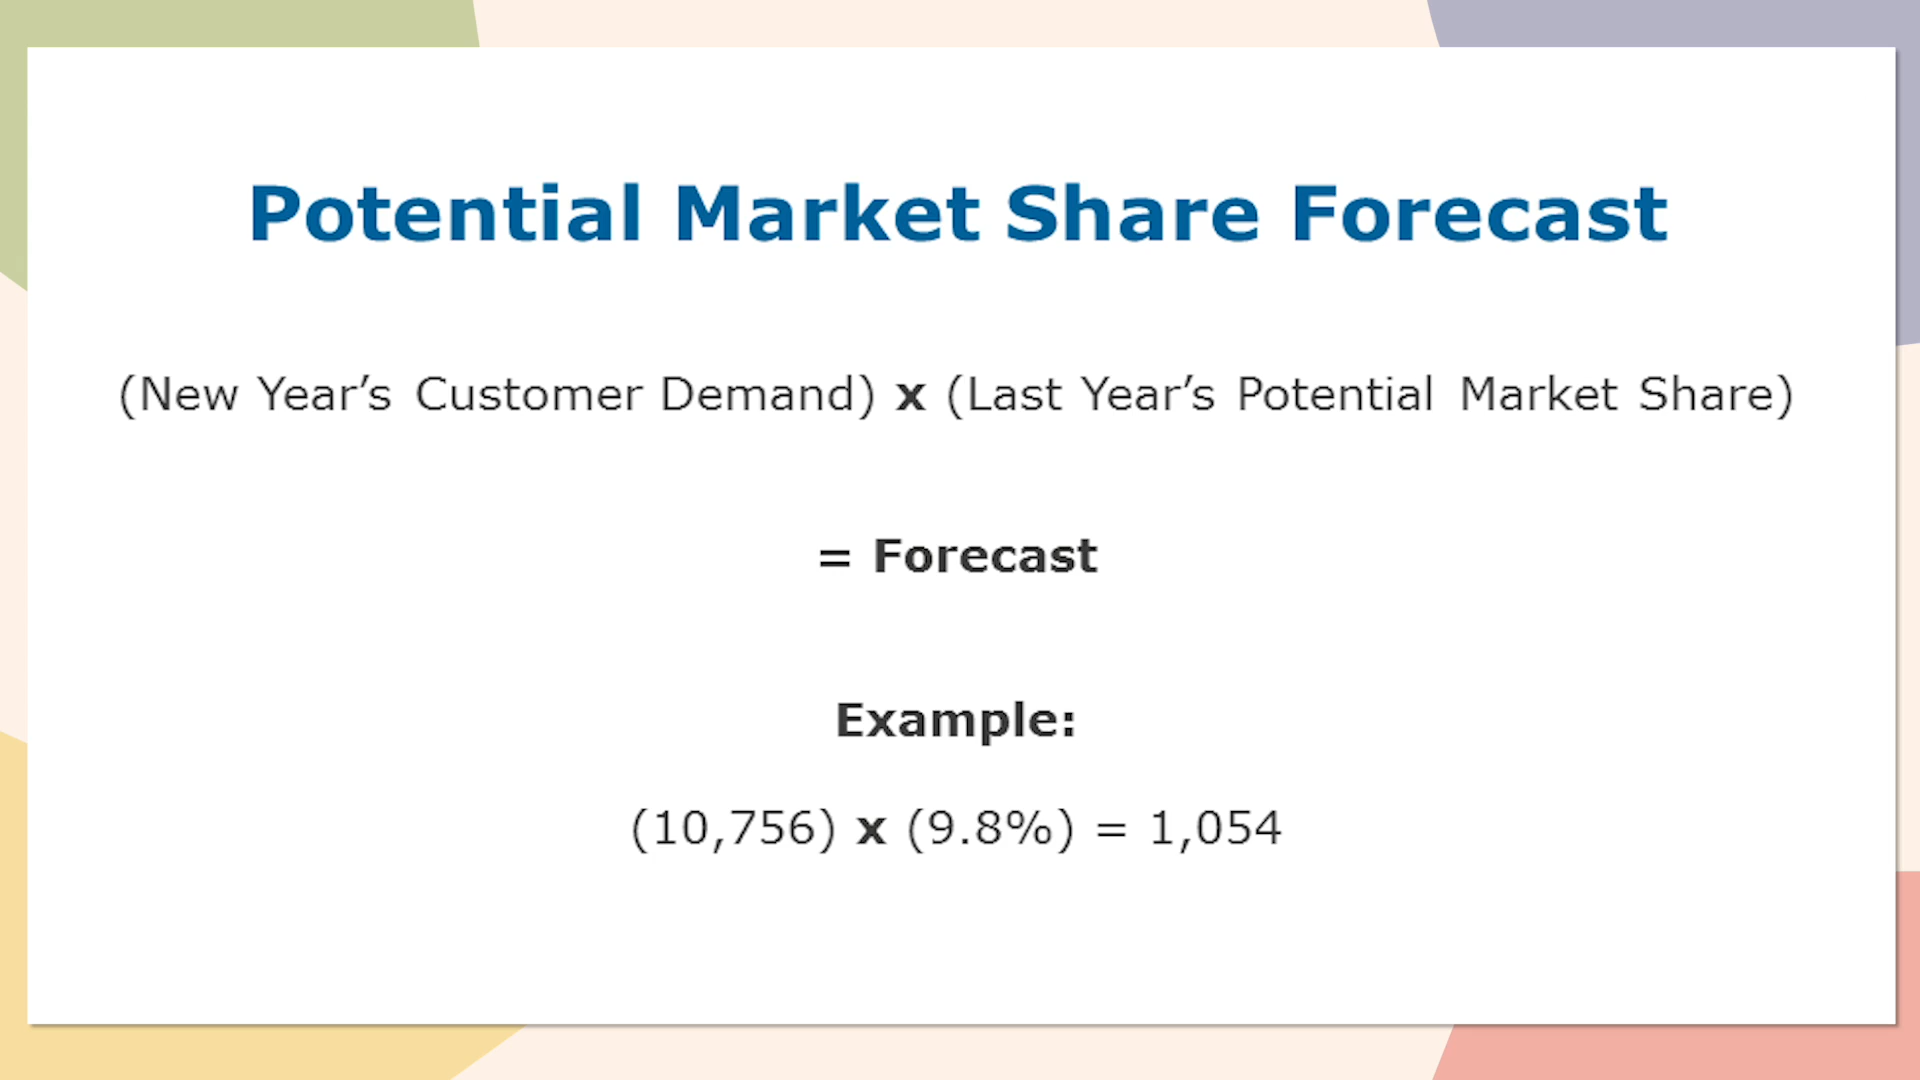 Potential Market Share Forecast
(New Year’s Customer Demand) x (Last Year’s Potential Market Share)
= Forecast
Example:
(10,756) x (9.8%) = 1,054